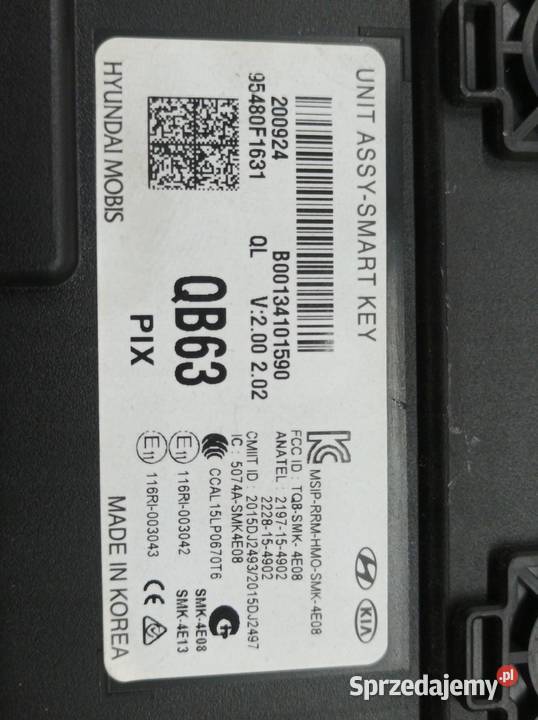 UNIT ASSY-SMART KEY
KIA
B00134101590
V:2.00 2.02
200924
95480F1631
QL
QB63
PIX
HYUNDAI MOBIS
MSIP-RRM-HMO-SMK-4E08
FCC ID : TQ8-SMK- 4E08
ANATEL : 2197-15-4902
2228-15-4902
CMIIT ID : 2015DJ2493/2015DJ2497
IC : 5074A-SMK4E08
CCAL15LP0670T6
E11 116RI-003042
SMK-4E08
SMK-4E13
E11 116RI-003043
CE
MADE IN KOREA
Sprzedajemy.pl